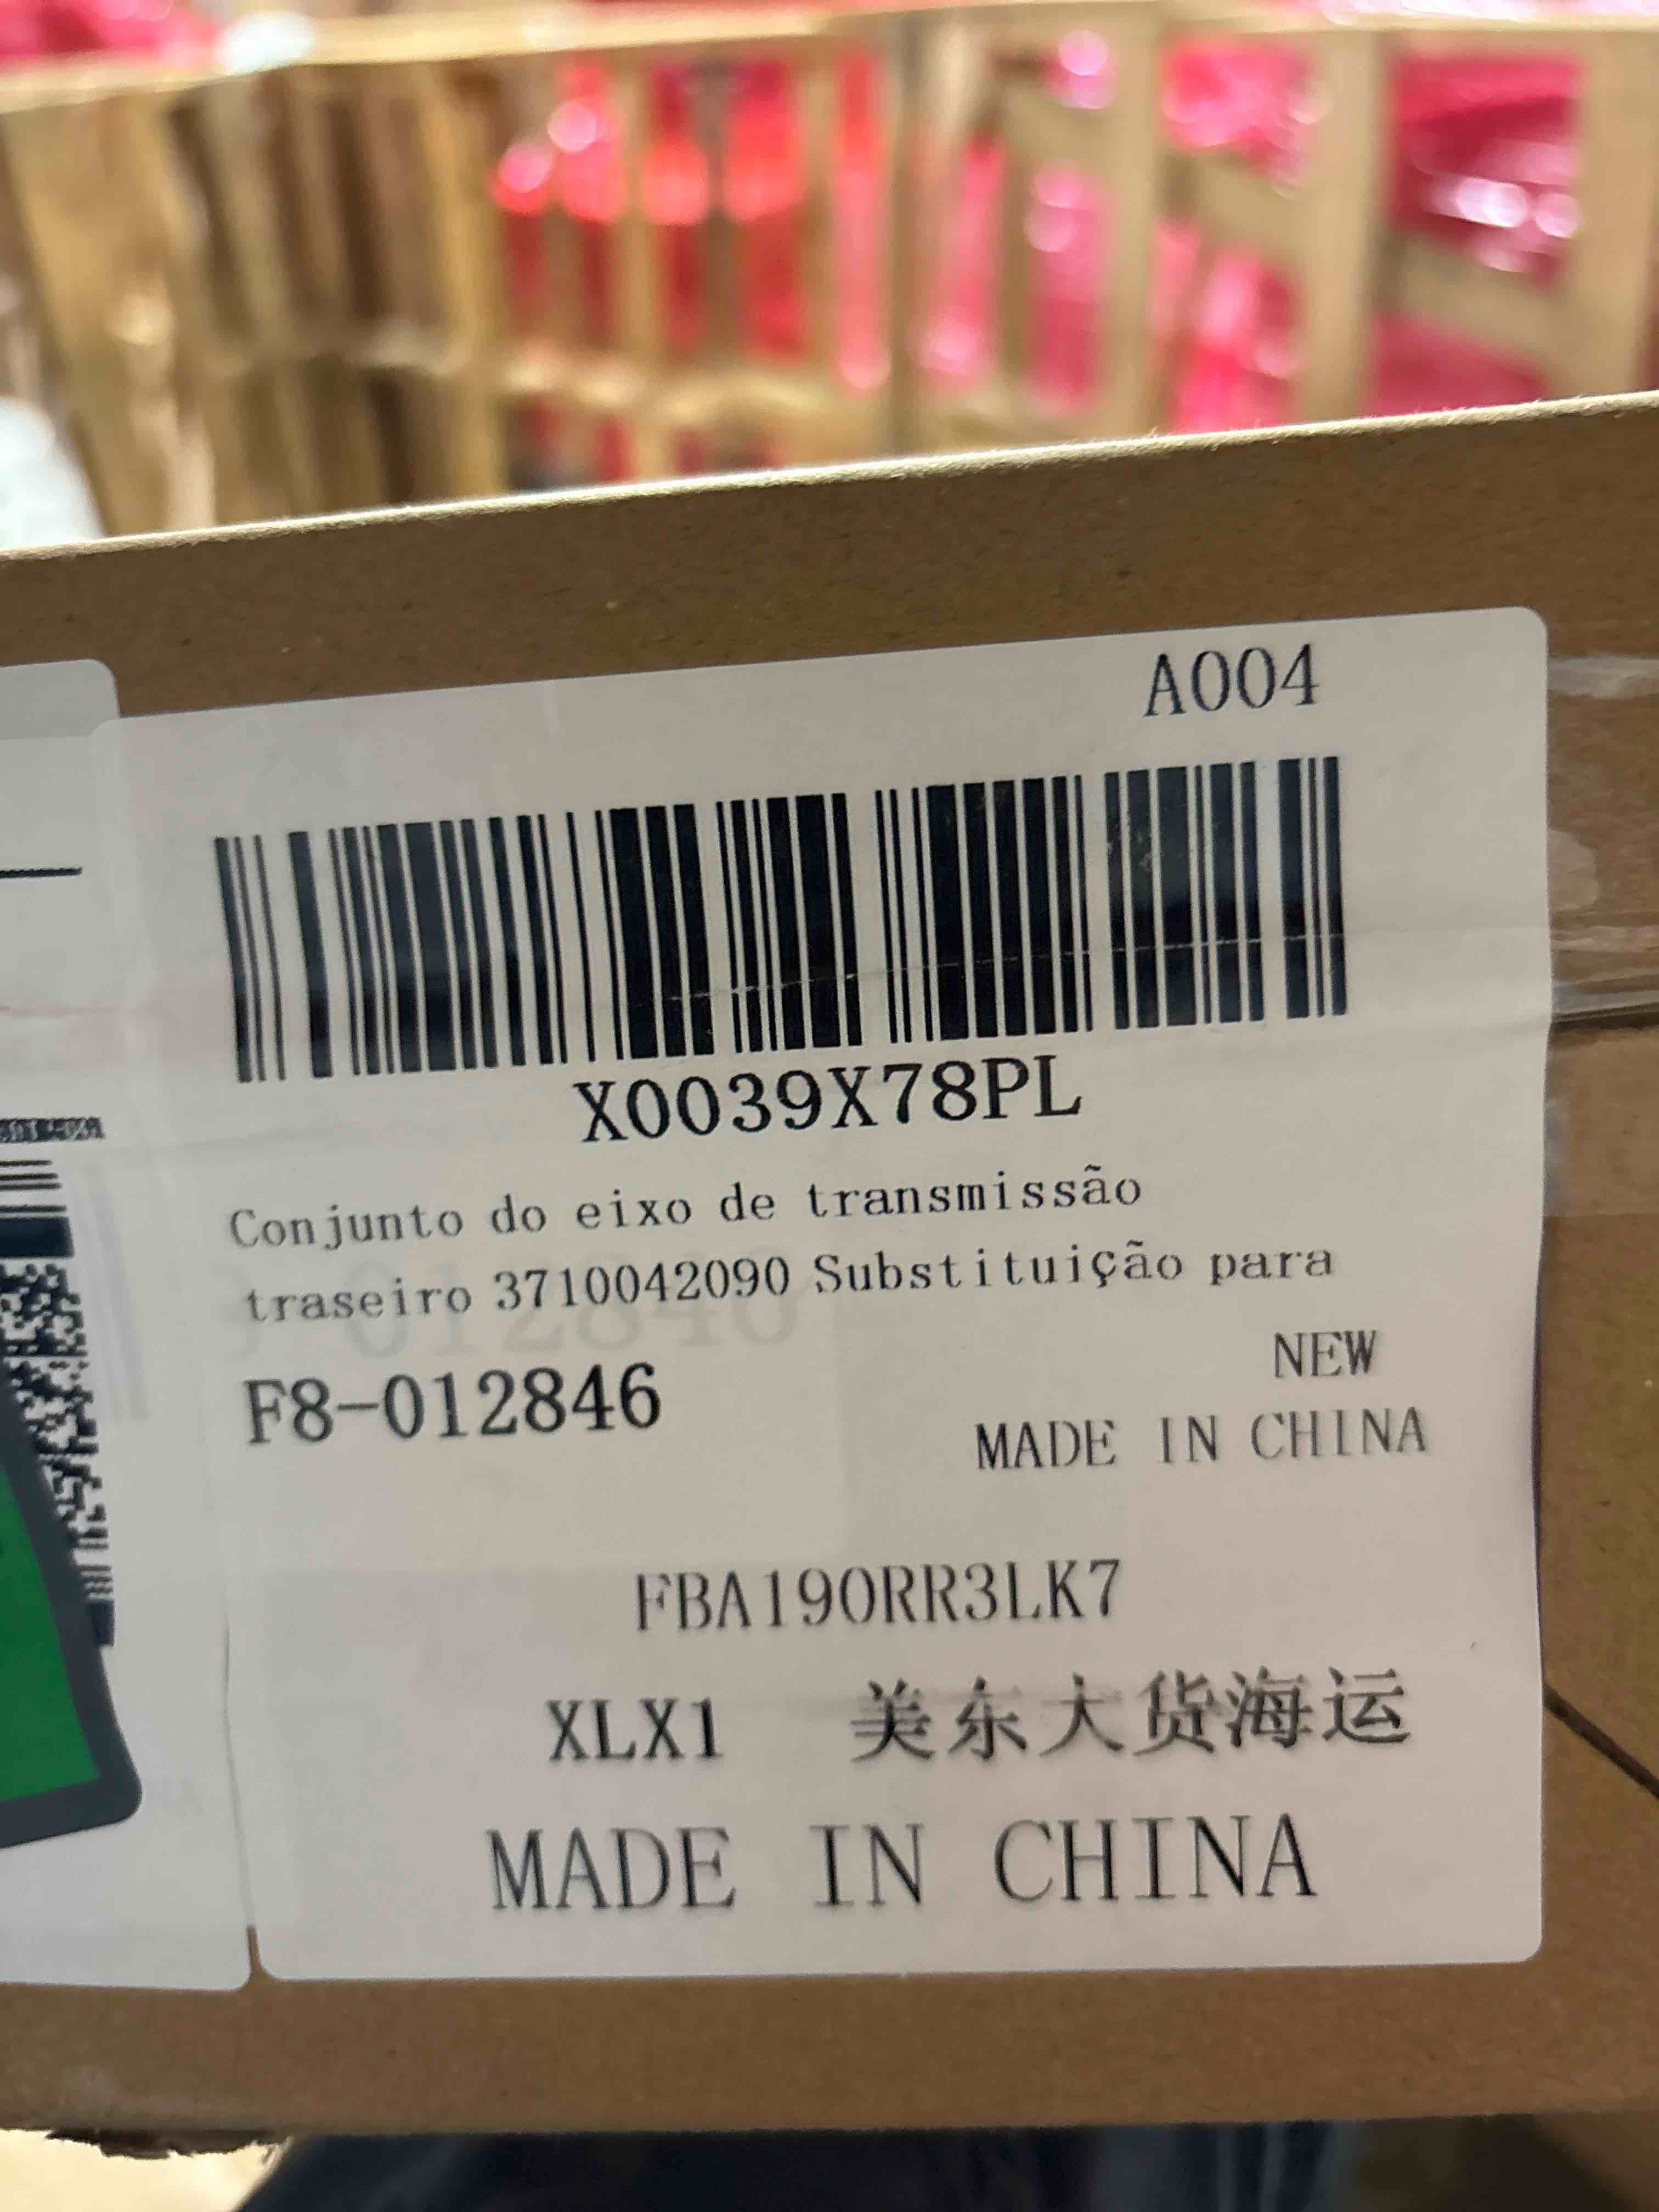 A004
X0039X78PL
Conjunto do eixo de transmissão
traseiro 3710042090 Substituição para
NEW
F8-012846
MADE IN CHINA
FBA190RR3LK7
XLX1 美东大货海运
MADE IN CHINA